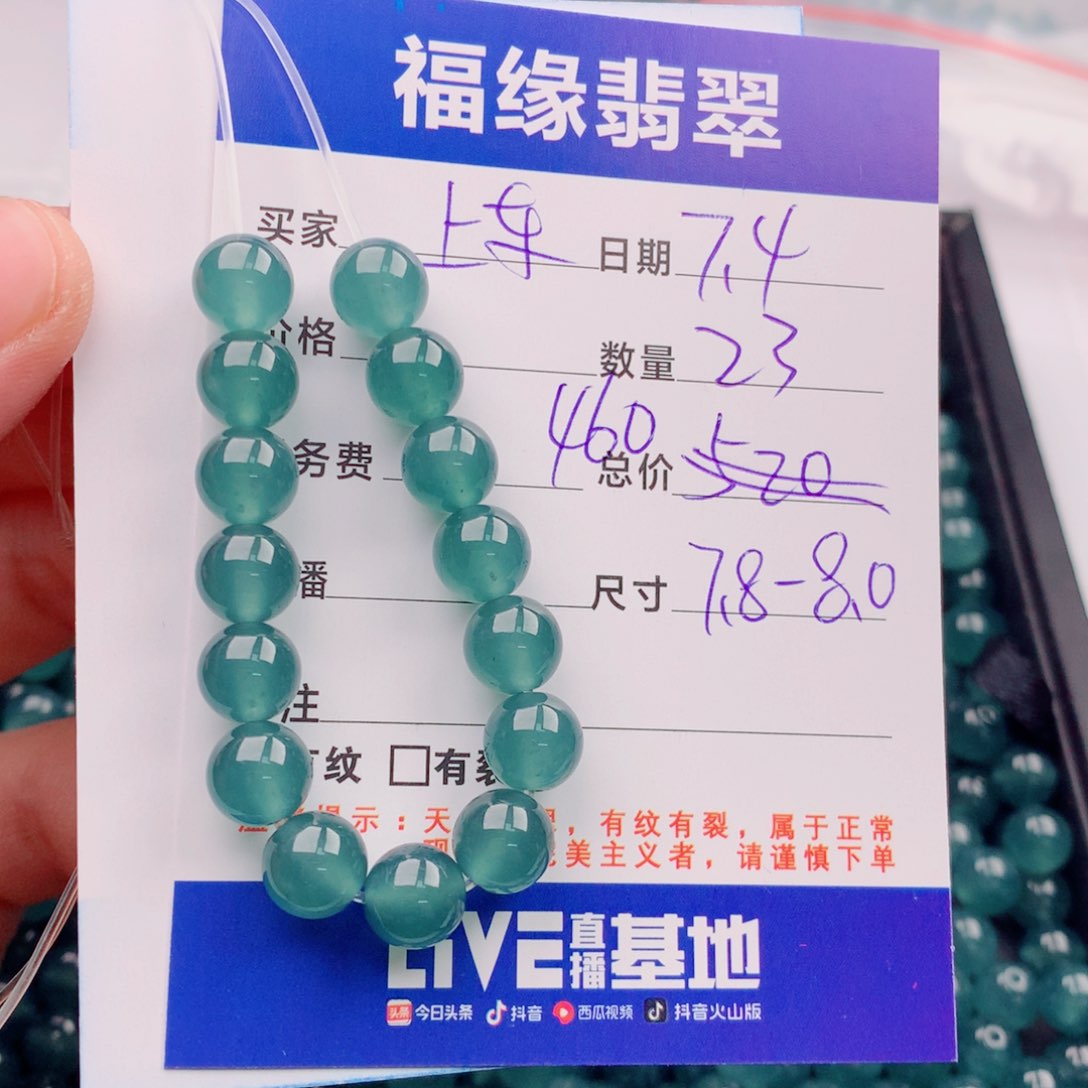 福缘翡翠
买家 上车 日期 7.4
价格 数量 23
务费 460 总价 520
播 尺寸 7.8-8.0
注
纹 □有裂
示：天，有纹有裂，属于正常
美主义者，请谨慎下单
LIVE直播基地
头条 今日头条 抖音 西瓜视频 抖音火山版